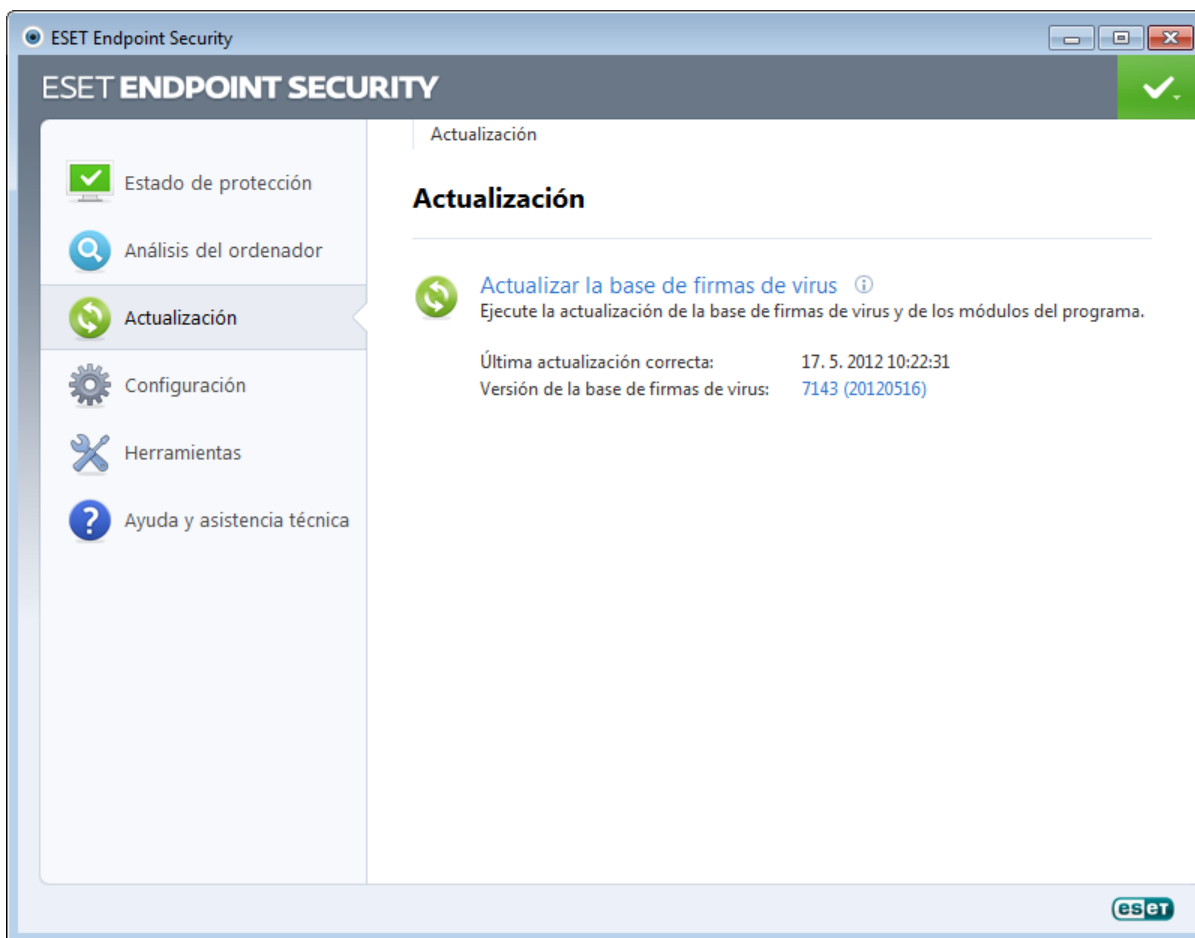 ESET Endpoint Security
ESET ENDPOINT SECURITY
Estado de protección
Análisis del ordenador
Actualización
Configuración
Herramientas
Ayuda y asistencia técnica
Actualización
Actualización
Actualizar la base de firmas de virus
Ejecute la actualización de la base de firmas de virus y de los módulos del programa.
Última actualización correcta: 17. 5. 2012 10:22:31
Versión de la base de firmas de virus: 7143 (20120516)
eseT